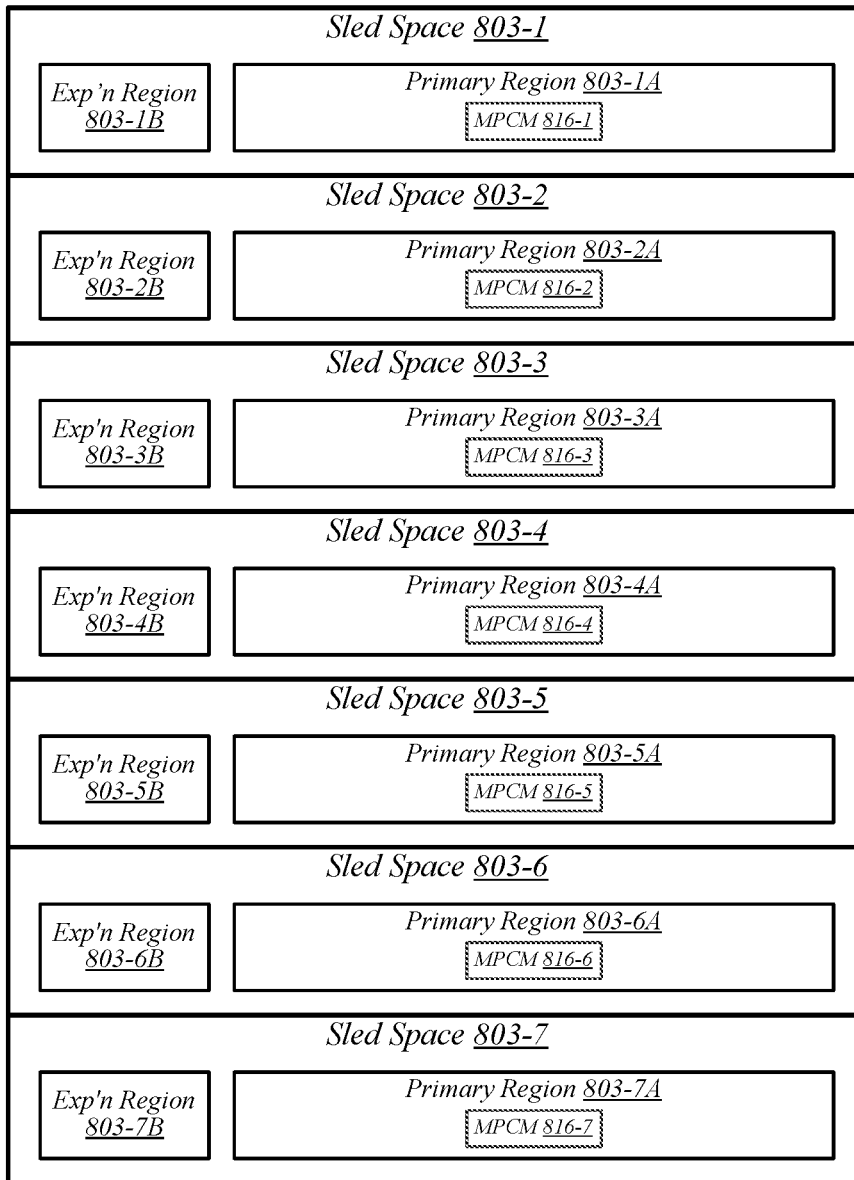 Sled Space 803-1
Exp’n Region
803-1B
Primary Region 803-1A
MPCM 816-1
Sled Space 803-2
Exp'n Region
803-2B
Primary Region 803-2A
MPCM 816-2
Sled Space 803-3
Exp'n Region
803-3B
Primary Region 803-3A
MPCM 816-3
Sled Space 803-4
Exp'n Region
803-4B
Primary Region 803-4A
MPCM 816-4
Sled Space 803-5
Exp'n Region
803-5B
Primary Region 803-5A
MPCM 816-5
Sled Space 803-6
Exp'n Region
803-6B
Primary Region 803-6A
MPCM 816-6
Sled Space 803-7
Exp'n Region
803-7B
Primary Region 803-7A
MPCM 816-7